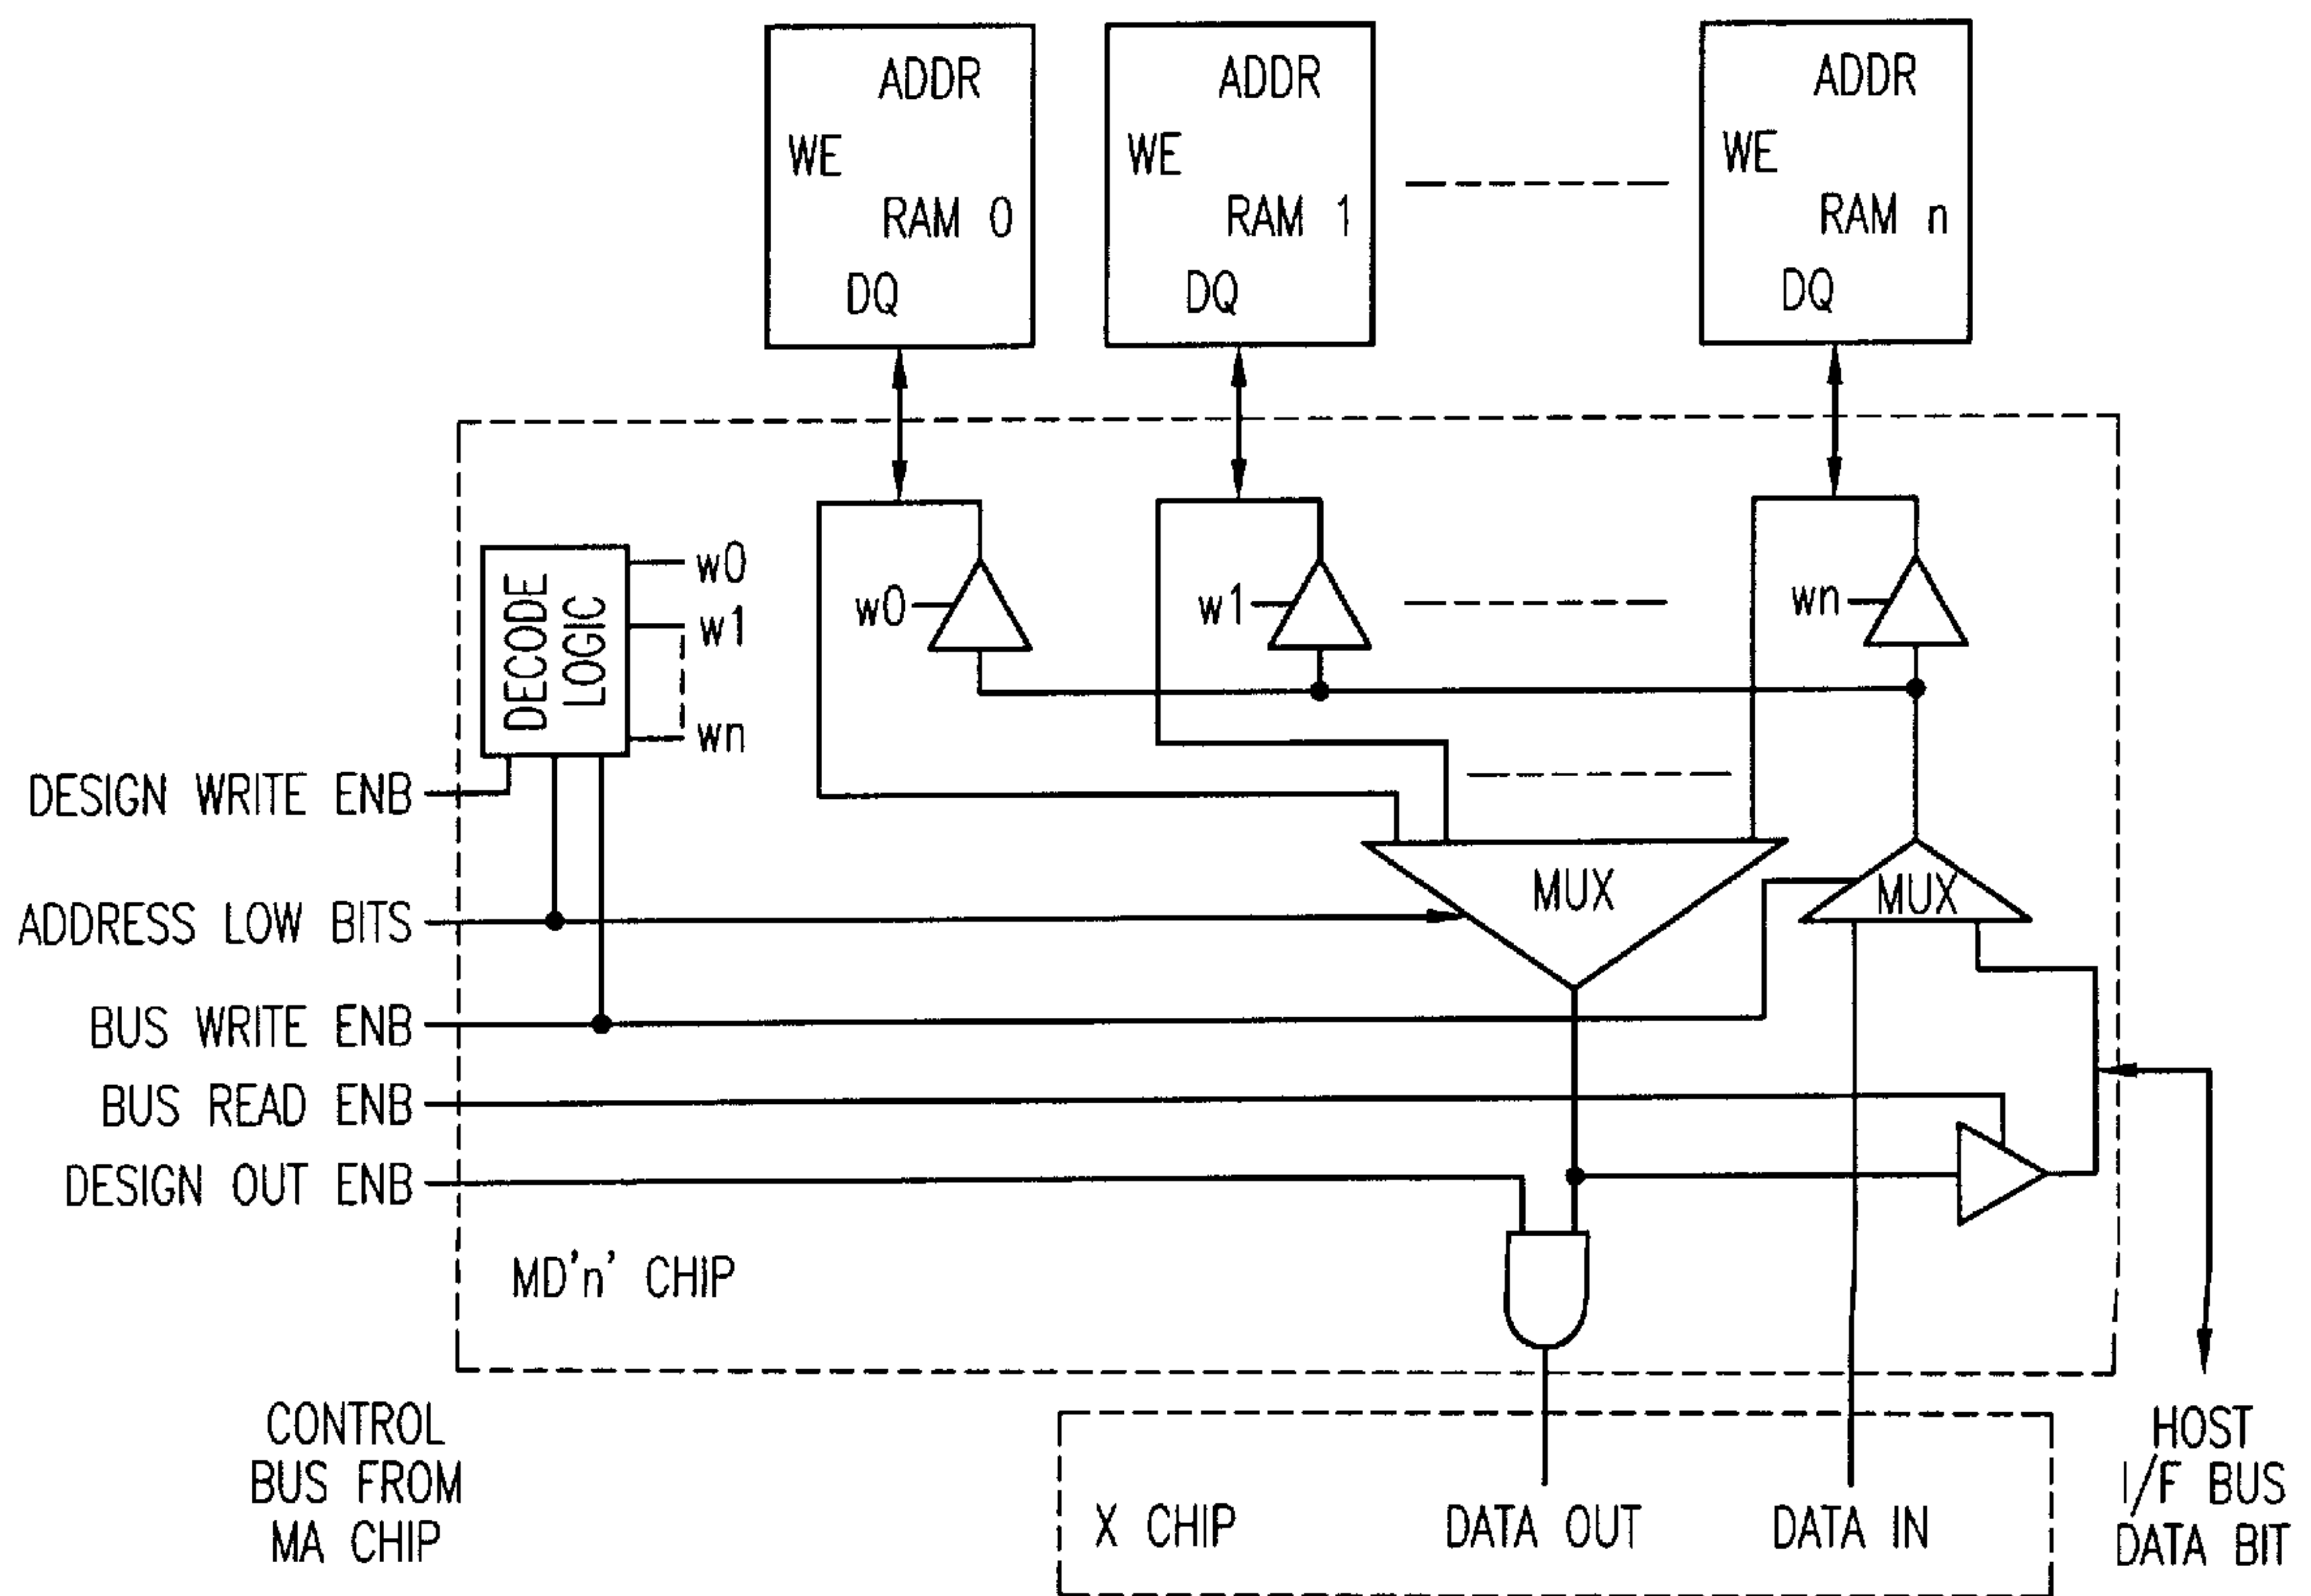 ADDR
WE
RAM 0
DQ
ADDR
WE
RAM 1
DQ
ADDR
WE
RAM n
DQ
DECODE
LOGIC
w0
w1
wn
w0
w1
wn
DESIGN WRITE ENB
ADDRESS LOW BITS
BUS WRITE ENB
BUS READ ENB
DESIGN OUT ENB
MUX
MUX
MD'n' CHIP
CONTROL
BUS FROM
MA CHIP
X CHIP
DATA OUT
DATA IN
HOST
I/F BUS
DATA BIT